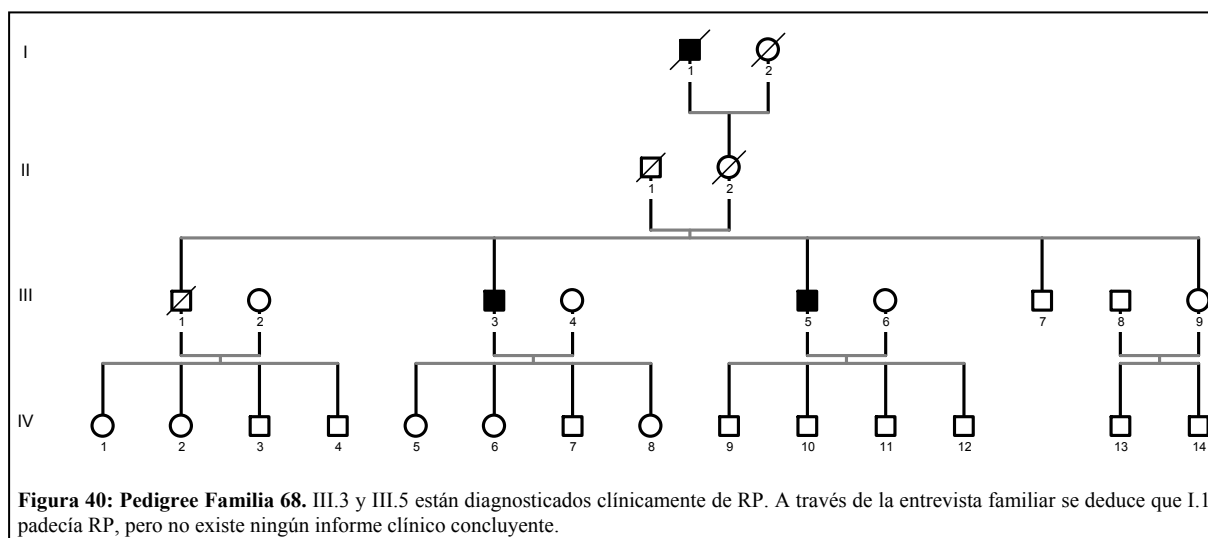 I
1 2
II
1 2
III
1 2 3 4 5 6 7 8 9
IV
1 2 3 4 5 6 7 8 9 10 11 12 13 14
Figura 40: Pedigree Familia 68. III.3 y III.5 están diagnosticados clínicamente de RP. A través de la entrevista familiar se deduce que I.1
padecía RP, pero no existe ningún informe clínico concluyente.